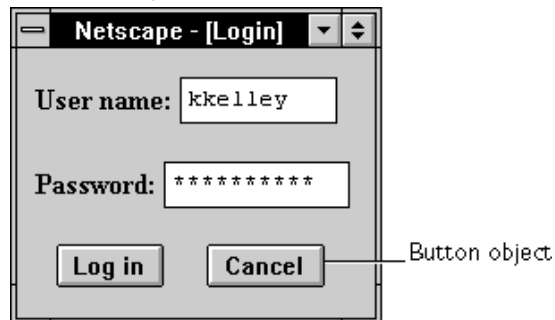 Netscape - [Login]
User name: kkelley
Password: **********
Log in Cancel Button object